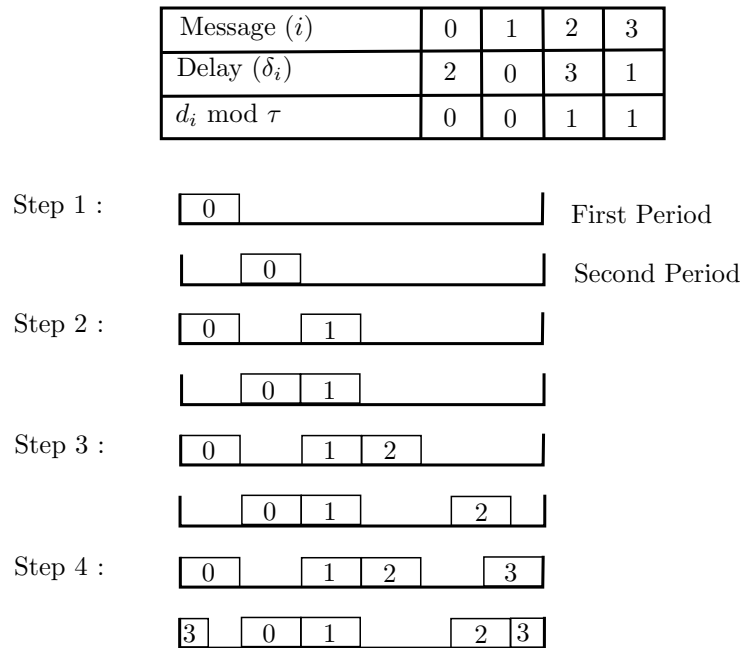 Message (i) 0 1 2 3
Delay (δᵢ) 2 0 3 1
dᵢ mod τ 0 0 1 1
Step 1 : 0 First Period
0 Second Period
Step 2 : 0 1
0 1
Step 3 : 0 1 2
0 1 2
Step 4 : 0 1 2 3
3 0 1 2 3